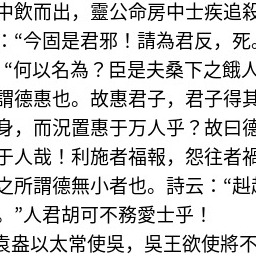 中飲而出，靈公命房中士疾追殺
：“今固是君邪！請為君反，死。
“何以名為？臣是夫桑下之餓人
謂德惠也。故惠君子，君子得其
身，而況置惠于万人乎？故曰德
于人哉！利施者福報，怨往者禍
之所謂德無小者也。詩云：“赳赳
。”人君胡可不務愛士乎！
袁盎以太常使吳，吳王欲使將不